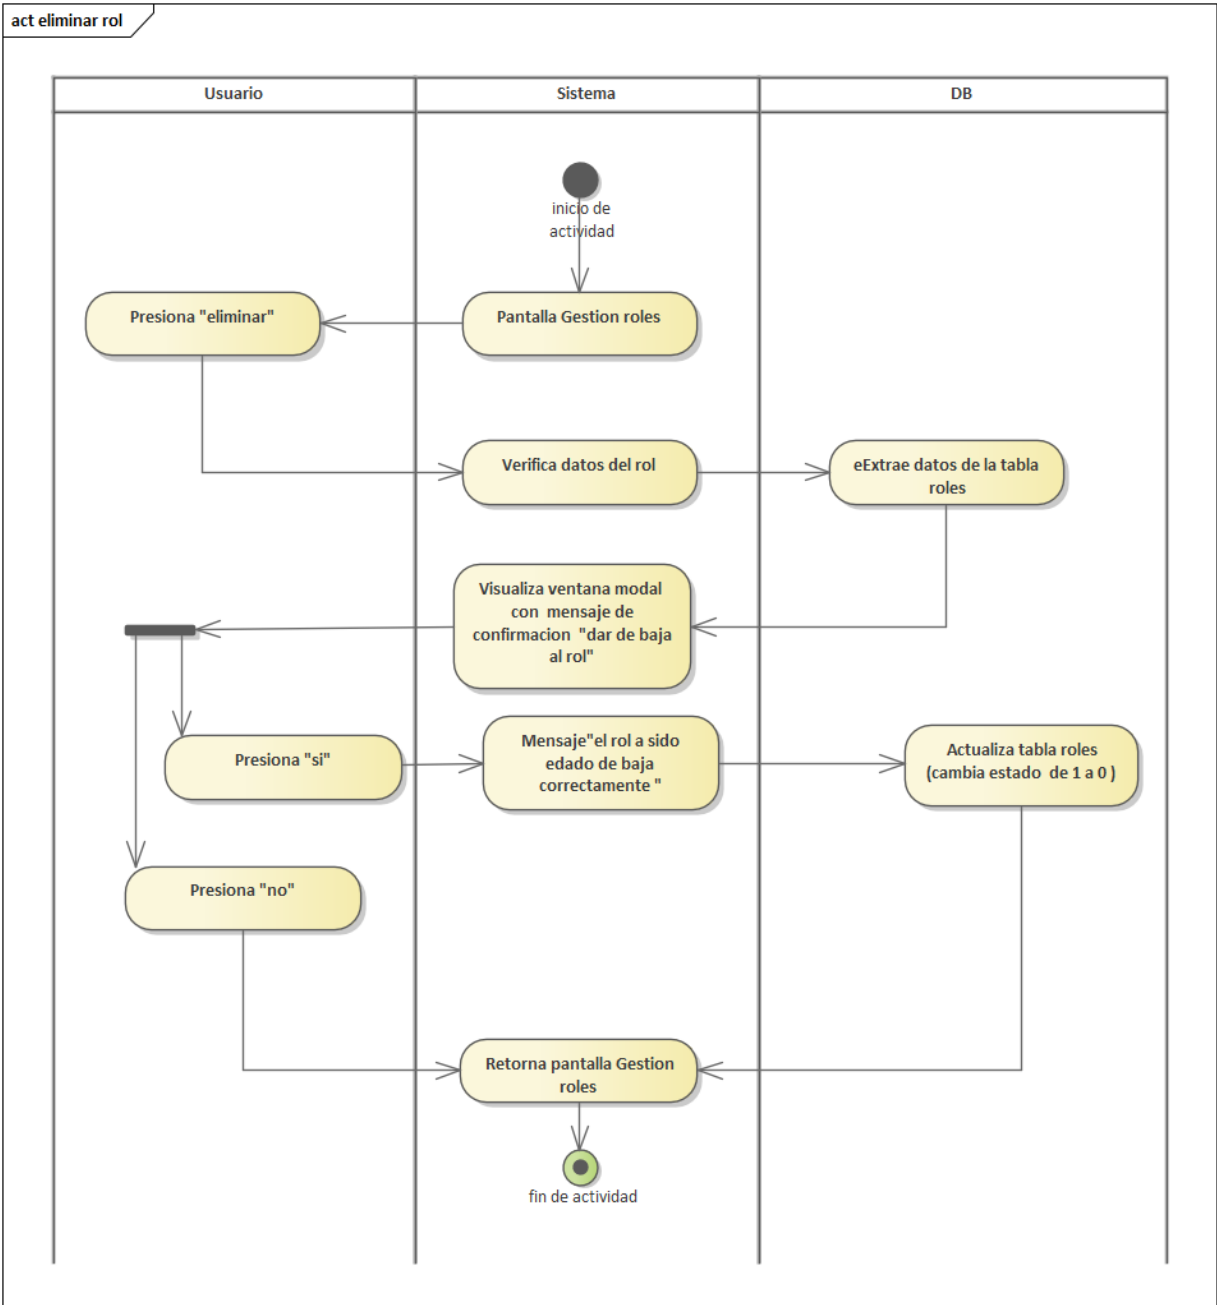 act eliminar rol
Usuario
Sistema
DB
inicio de
actividad
Presiona "eliminar"
Pantalla Gestion roles
Verifica datos del rol
eExtrae datos de la tabla
roles
Visualiza ventana modal
con mensaje de
confirmacion "dar de baja
al rol"
Presiona "si"
Mensaje"el rol a sido
edado de baja
correctamente "
Actualiza tabla roles
(cambia estado de 1 a 0 )
Presiona "no"
Retorna pantalla Gestion
roles
fin de actividad